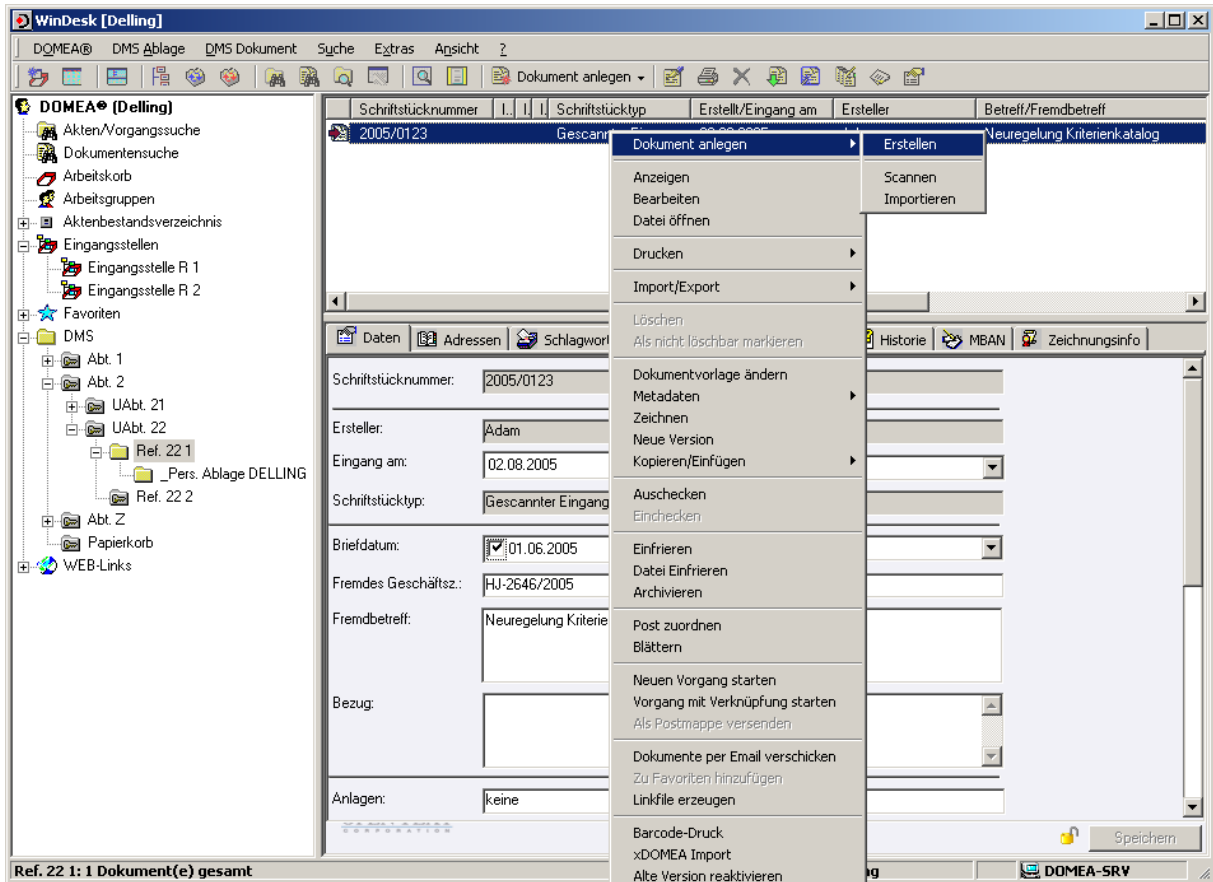 WinDesk [Delling]
DOMEA® DMS Ablage DMS Dokument Suche Extras Ansicht ?
Dokument anlegen
DOMEA® (Delling)
Akten/Vorgangssuche
Dokumentensuche
Arbeitskorb
Arbeitsgruppen
Aktenbestandsverzeichnis
Eingangsstellen
Eingangsstelle R 1
Eingangsstelle R 2
Favoriten
DMS
Abt. 1
Abt. 2
UAbt. 21
UAbt. 22
Ref. 22 1
_Pers. Ablage DELLING
Ref. 22 2
Abt. Z
Papierkorb
WEB-Links
Schriftstücknummer I.. I. I. Schriftstücktyp Erstellt/Eingang am Ersteller Betreff/Fremdbetreff
2005/0123 Neuregelung Kriterienkatalog
Dokument anlegen
Anzeigen
Bearbeiten
Datei öffnen
Drucken
Import/Export
Löschen
Als nicht löschbar markieren
Dokumentvorlage ändern
Metadaten
Zeichnen
Neue Version
Kopieren/Einfügen
Auschecken
Einchecken
Einfrieren
Datei Einfrieren
Archivieren
Post zuordnen
Blättern
Neuen Vorgang starten
Vorgang mit Verknüpfung starten
Als Postmappe versenden
Dokumente per Email verschicken
Zu Favoriten hinzufügen
Linkfile erzeugen
Barcode-Druck
xDOMEA Import
Alte Version reaktivieren
Erstellen
Scannen
Importieren
Daten Adressen Schlagwor Historie MBAN Zeichnungsinfo
Schriftstücknummer: 2005/0123
Ersteller: Adam
Eingang am: 02.08.2005
Schriftstücktyp: Gescannter Eingang
Briefdatum: 01.06.2005
Fremdes Geschäftsz.: HJ-2646/2005
Fremdbetreff: Neuregelung Kriterie
Bezug:
Anlagen: keine
CORPORATION
Speichern
Ref. 22 1: 1 Dokument(e) gesamt
DOMEA-SRV